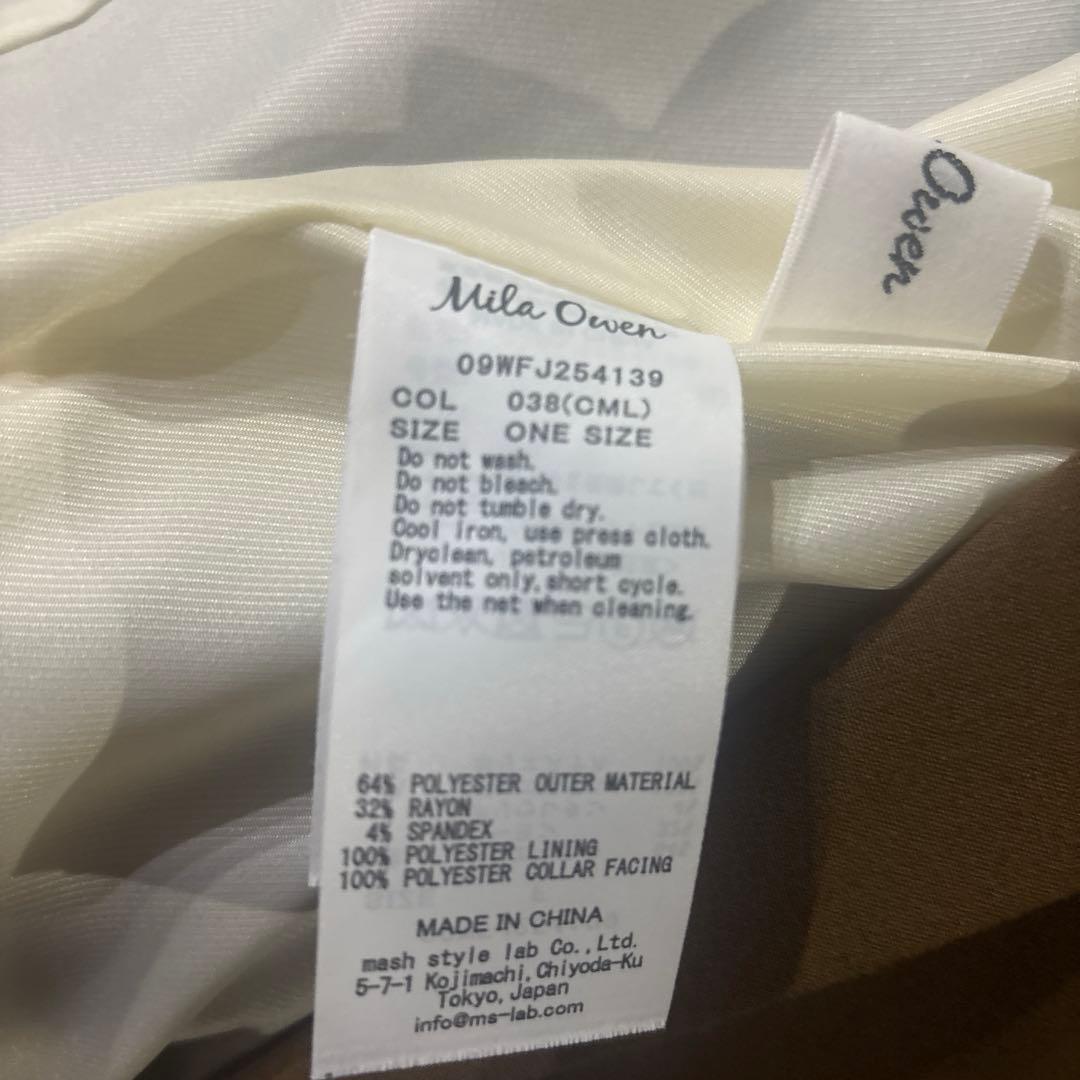 Owen
Mila Owen
09WFJ254139
COL 038(CML)
SIZE ONE SIZE
Do not wash.
Do not bleach.
Do not tumble dry.
Cool iron, use press cloth.
Dryclean, petroleum
solvent only, short cycle.
Use the net when cleaning.
64% POLYESTER OUTER MATERIAL
32% RAYON
4% SPANDEX
100% POLYESTER LINING
100% POLYESTER COLLAR FACING
MADE IN CHINA
mash style lab Co.,Ltd.
5-7-1 Kojimachi,Chiyoda-Ku
Tokyo,Japan
info@ms-lab.com